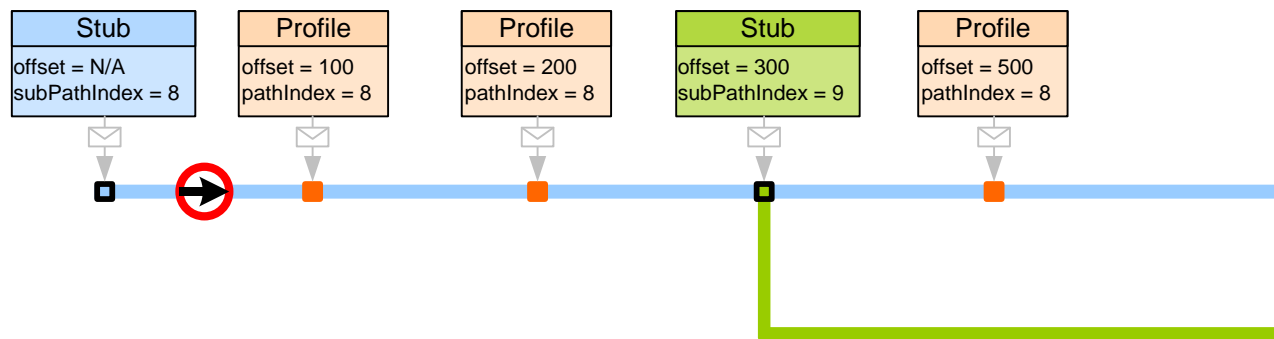 Stub
offset = N/A
subPathIndex = 8
Profile
offset = 100
pathIndex = 8
Profile
offset = 200
pathIndex = 8
Stub
offset = 300
subPathIndex = 9
Profile
offset = 500
pathIndex = 8